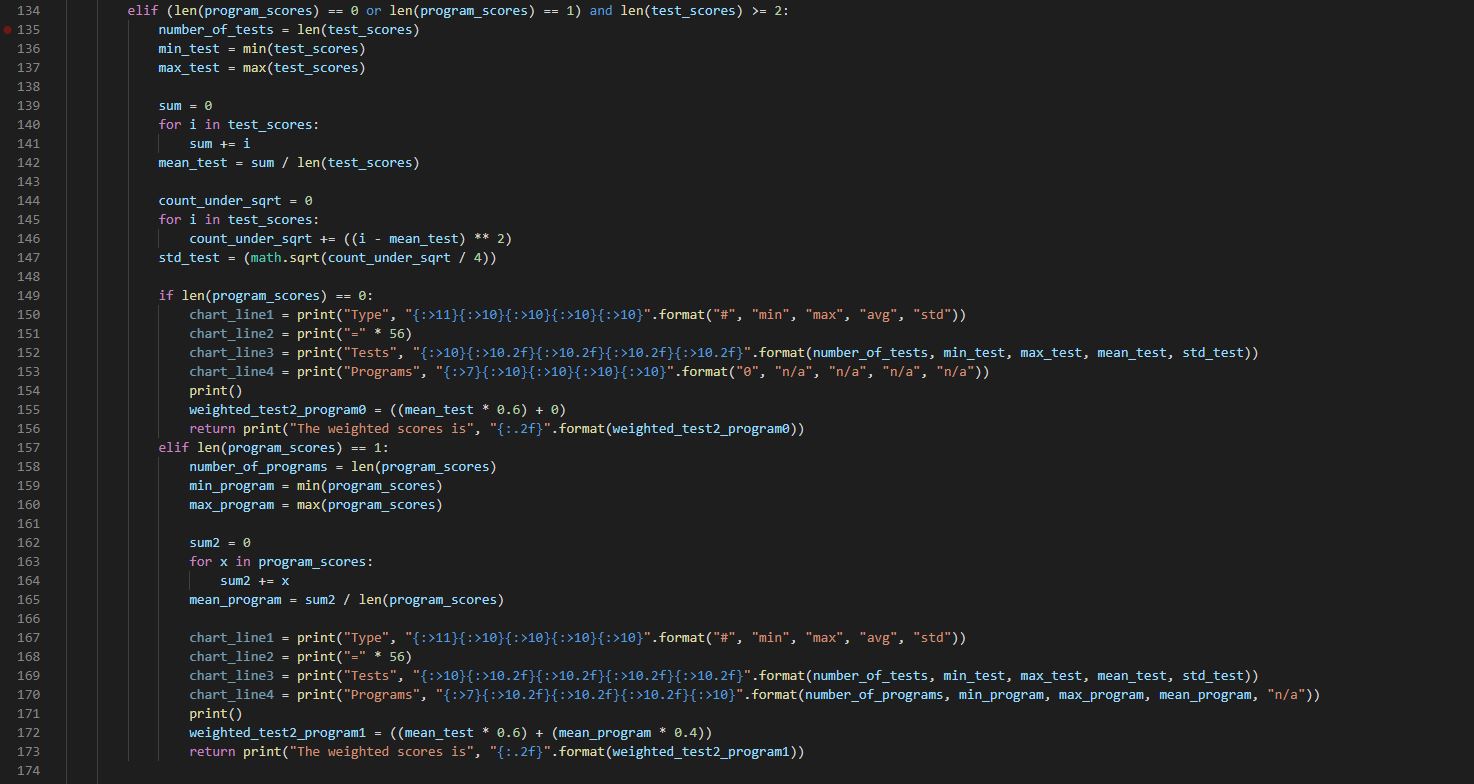 134 elif (len(program_scores) == 0 or len(program_scores) == 1) and len(test_scores) >= 2:
135 number_of_tests = len(test_scores)
136 min_test = min(test_scores)
137 max_test = max(test_scores)
138
139 sum = 0
140 for i in test_scores:
141 sum += i
142 mean_test = sum / len(test_scores)
143
144 count_under_sqrt = 0
145 for i in test_scores:
146 count_under_sqrt += ((i - mean_test) ** 2)
147 std_test = (math.sqrt(count_under_sqrt / 4))
148
149 if len(program_scores) == 0:
150 chart_line1 = print("Type", "{:>11}{:>10}{:>10}{:>10}{:>10}".format("#", "min", "max", "avg", "std"))
151 chart_line2 = print("=" * 56)
152 chart_line3 = print("Tests", "{:>10}{:>10.2f}{:>10.2f}{:>10.2f}{:>10.2f}".format(number_of_tests, min_test, max_test, mean_test, std_test))
153 chart_line4 = print("Programs", "{:>7}{:>10}{:>10}{:>10}{:>10}".format("0", "n/a", "n/a", "n/a", "n/a"))
154 print()
155 weighted_test2_program0 = ((mean_test * 0.6) + 0)
156 return print("The weighted scores is", "{:.2f}".format(weighted_test2_program0))
157 elif len(program_scores) == 1:
158 number_of_programs = len(program_scores)
159 min_program = min(program_scores)
160 max_program = max(program_scores)
161
162 sum2 = 0
163 for x in program_scores:
164 sum2 += x
165 mean_program = sum2 / len(program_scores)
166
167 chart_line1 = print("Type", "{:>11}{:>10}{:>10}{:>10}{:>10}".format("#", "min", "max", "avg", "std"))
168 chart_line2 = print("=" * 56)
169 chart_line3 = print("Tests", "{:>10}{:>10.2f}{:>10.2f}{:>10.2f}{:>10.2f}".format(number_of_tests, min_test, max_test, mean_test, std_test))
170 chart_line4 = print("Programs", "{:>7}{:>10.2f}{:>10.2f}{:>10.2f}{:>10}".format(number_of_programs, min_program, max_program, mean_program, "n/a"))
171 print()
172 weighted_test2_program1 = ((mean_test * 0.6) + (mean_program * 0.4))
173 return print("The weighted scores is", "{:.2f}".format(weighted_test2_program1))
174